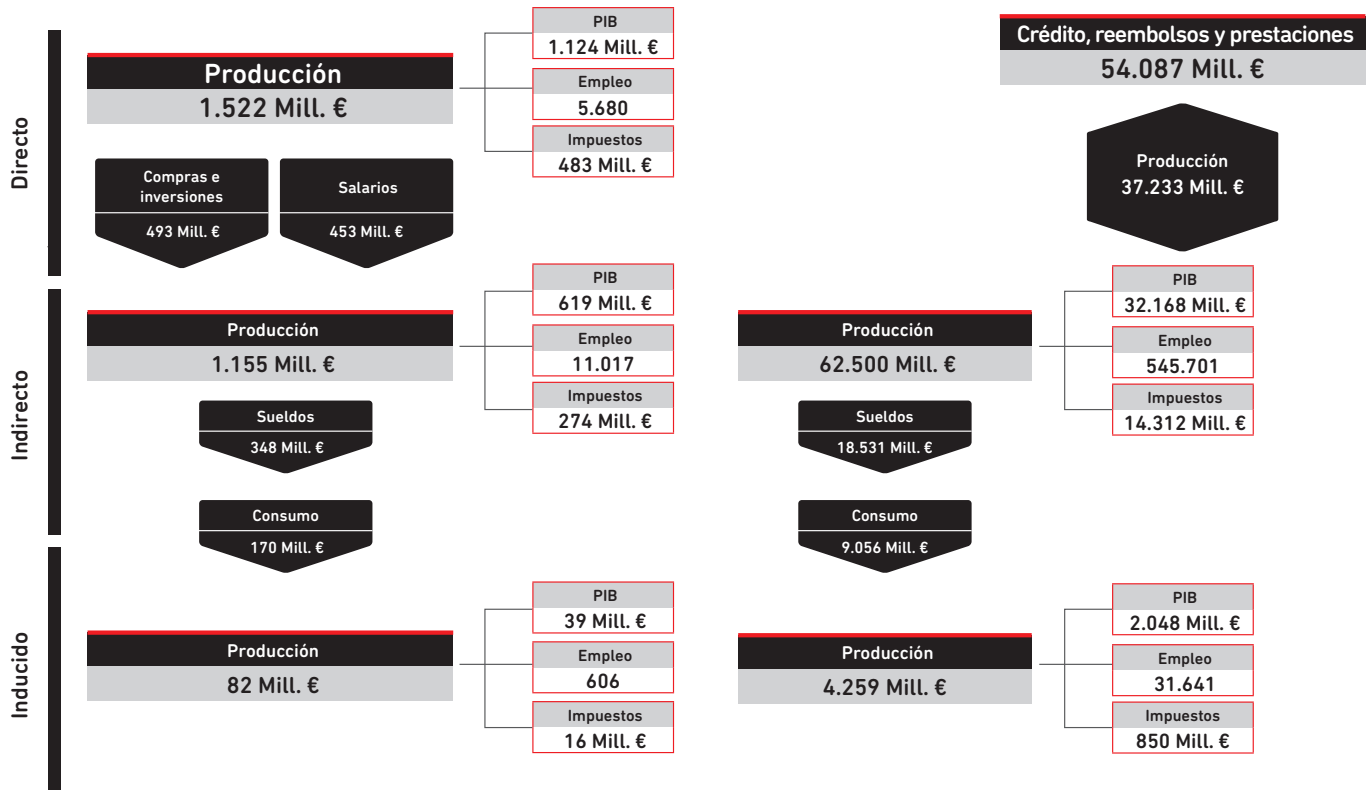 Directo
Producción
1.522 Mill. €
PIB
1.124 Mill. €
Empleo
5.680
Impuestos
483 Mill. €
Compras e
inversiones
493 Mill. €
Salarios
453 Mill. €
Crédito, reembolsos y prestaciones
54.087 Mill. €
Producción
37.233 Mill. €
Indirecto
Producción
1.155 Mill. €
PIB
619 Mill. €
Empleo
11.017
Impuestos
274 Mill. €
Sueldos
348 Mill. €
Consumo
170 Mill. €
Producción
62.500 Mill. €
PIB
32.168 Mill. €
Empleo
545.701
Impuestos
14.312 Mill. €
Sueldos
18.531 Mill. €
Consumo
9.056 Mill. €
Inducido
Producción
82 Mill. €
PIB
39 Mill. €
Empleo
606
Impuestos
16 Mill. €
Producción
4.259 Mill. €
PIB
2.048 Mill. €
Empleo
31.641
Impuestos
850 Mill. €